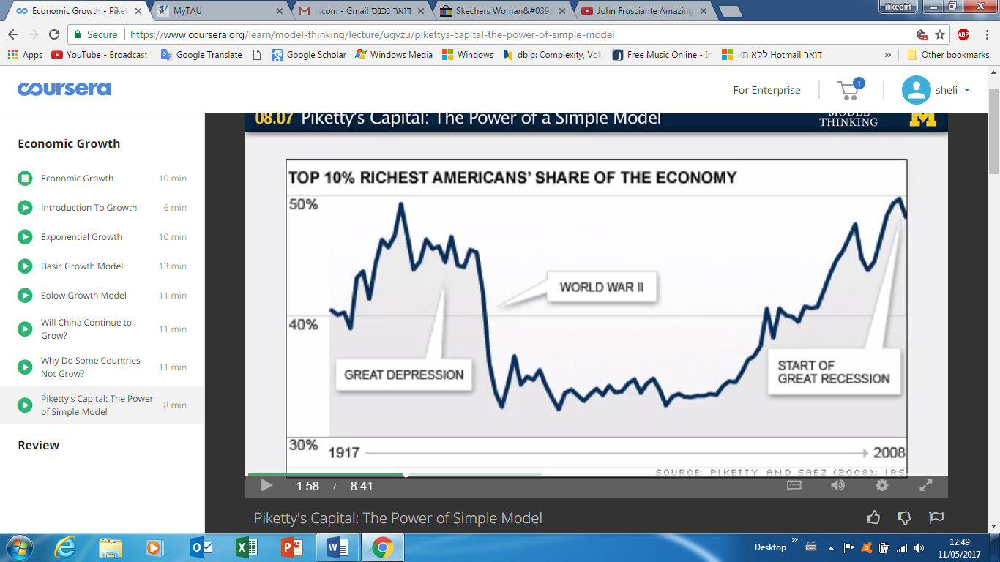 Economic Growth - Piket
MyTAU
il.com - Gmail דואר נכנס
Skechers Woman&#039;
John Frusciante Amazing
ilikedirt
Secure | https://www.coursera.org/learn/model-thinking/lecture/ugvzu/pikettys-capital-the-power-of-simple-model
ABP
Apps YouTube - Broadcast Google Translate Google Scholar Windows Media Windows dblp: Complexity, Vol Free Music Online - In דואר Hotmail ללא » Other bookmarks
coursera
For Enterprise
1
sheli
Economic Growth
Economic Growth 10 min
Introduction To Growth 6 min
Exponential Growth 10 min
Basic Growth Model 13 min
Solow Growth Model 11 min
Will China Continue to
Grow?
11 min
Why Do Some Countries
Not Grow?
11 min
Piketty's Capital: The Power
of Simple Model
8 min
Review
08.07 Piketty's Capital: The Power of a Simple Model
MODEL
THINKING
M
TOP 10% RICHEST AMERICANS' SHARE OF THE ECONOMY
50%
WORLD WAR II
40%
GREAT DEPRESSION
START OF
GREAT RECESSION
30%
1917
2008
SOURCE: PIKETTY AND SAEZ (2008); IRS
1:58 / 8:41
Piketty's Capital: The Power of Simple Model
Desktop »
12:49
11/05/2017